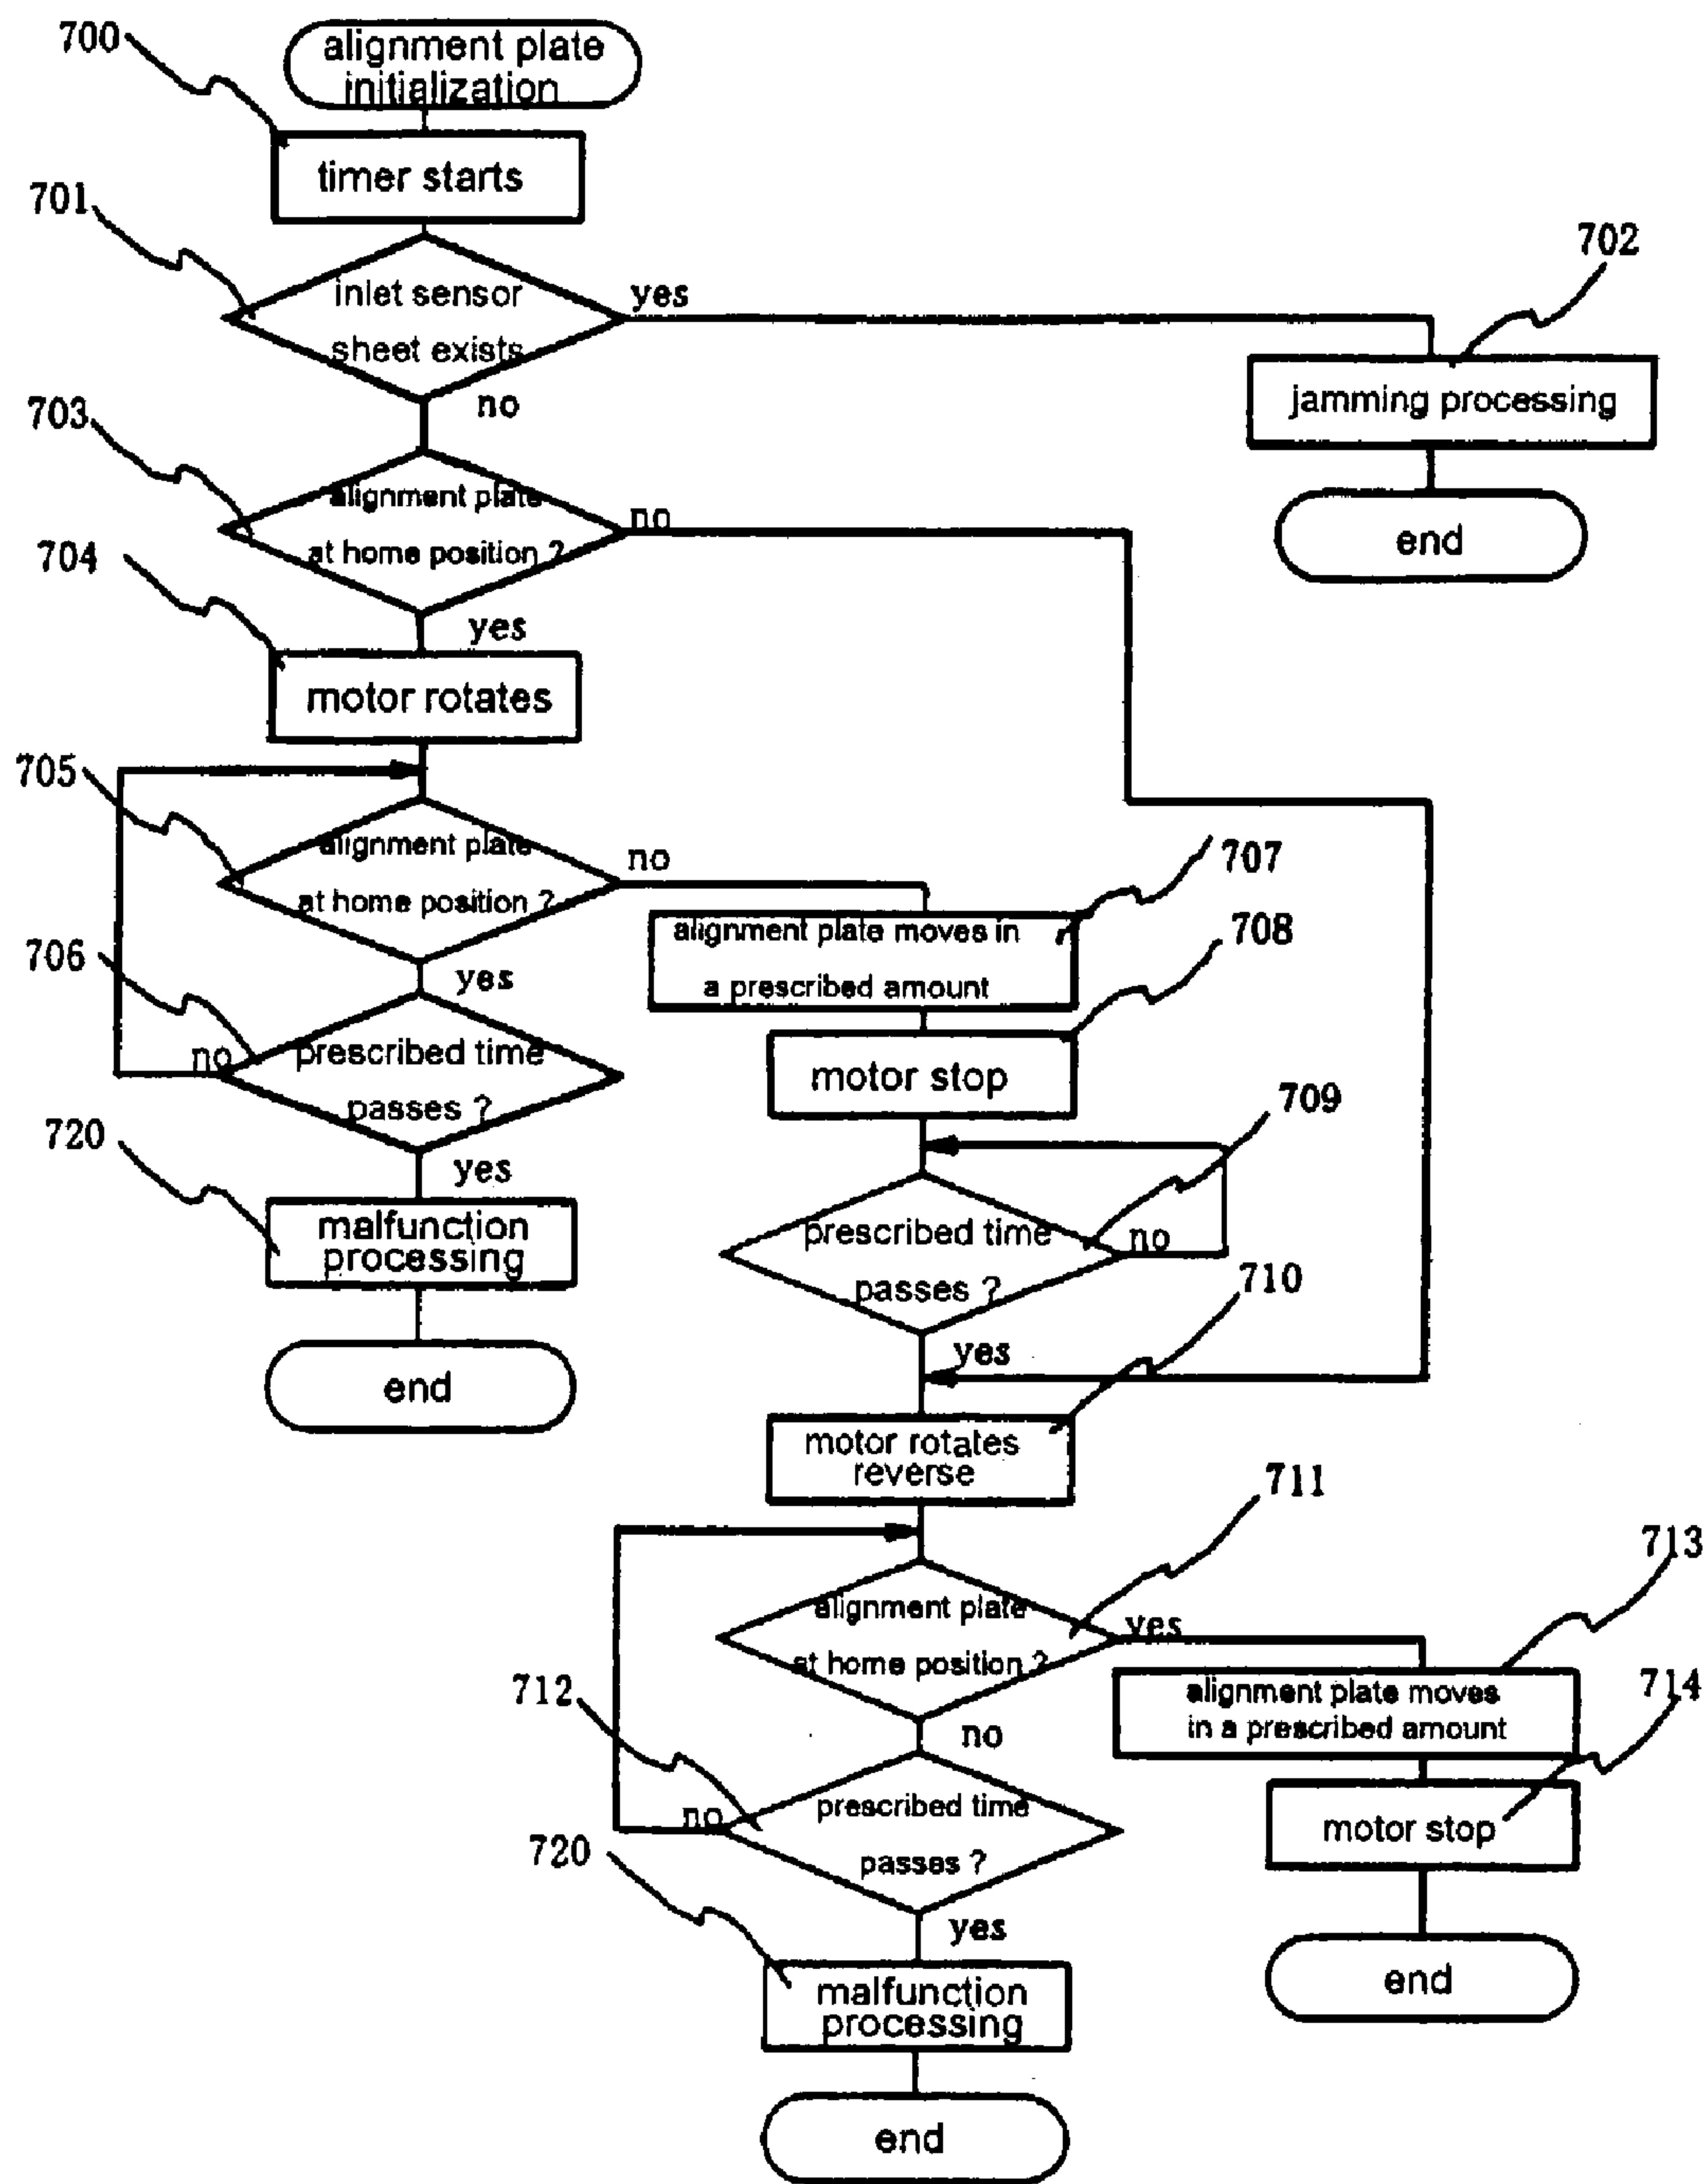 700
alignment plate
initialization
timer starts
701
inlet sensor
sheet exists
yes
no
702
jamming processing
end
703
alignment plate
at home position ?
no
yes
704
motor rotates
705
alignment plate
at home position ?
no
yes
706
prescribed time
passes ?
no
yes
720
malfunction
processing
end
707
alignment plate moves in
a prescribed amount
708
motor stop
709
prescribed time
passes ?
no
yes
710
motor rotates
reverse
711
alignment plate
at home position ?
yes
no
712
prescribed time
passes ?
no
yes
713
alignment plate moves
in a prescribed amount
714
motor stop
end
720
malfunction
processing
end